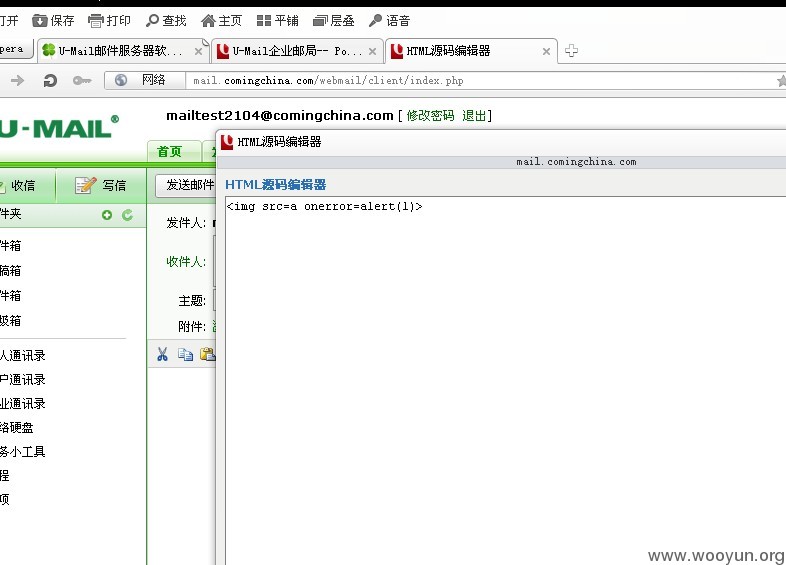 打开 保存 打印 查找 主页 平铺 层叠 语音
pera U-Mail邮件服务器软... U-Mail企业邮局-- Po... HTML源码编辑器
网络 mail.comingchina.com/webmail/client/index.php
U-MAIL® mailtest2104@comingchina.com [ 修改密码 退出]
首页
HTML源码编辑器
mail.comingchina.com
收信 写信 发送邮件
HTML源码编辑器
<img src=a onerror=alert(1)>
件夹
发件人:
件箱
收件人:
稿箱
件箱
主题:
圾箱
附件:
人通讯录
户通讯录
业通讯录
络硬盘
务小工具
程
项
www.wooyun.org